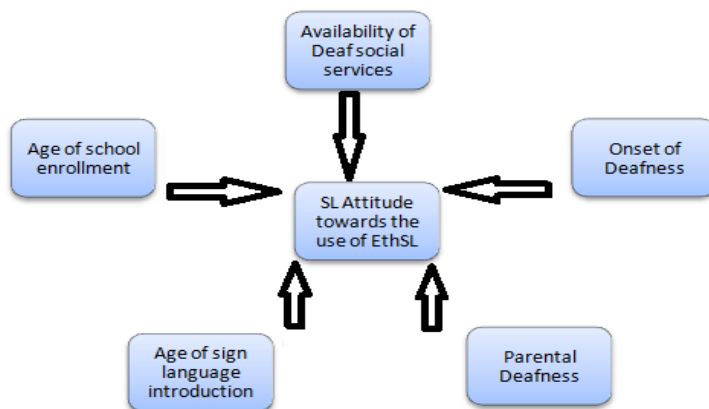 Availability of
Deaf social
services
Age of school
enrollment
Onset of
Deafness
SL Attitude
towards the
use of EthSL
Age of sign
language
introduction
Parental
Deafness